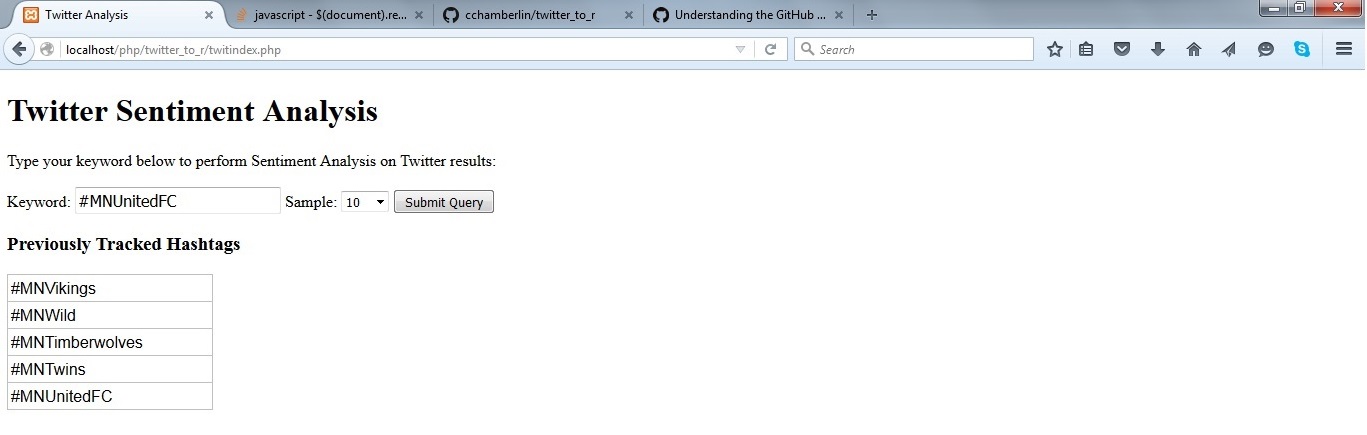 Twitter Analysis
javascript - $(document).re...
cchamberlin/twitter_to_r
Understanding the GitHub ...
localhost/php/twitter_to_r/twitindex.php
Search
Twitter Sentiment Analysis
Type your keyword below to perform Sentiment Analysis on Twitter results:
Keyword: #MNUnitedFC Sample: 10 Submit Query
Previously Tracked Hashtags
#MNVikings
#MNWild
#MNTimberwolves
#MNTwins
#MNUnitedFC